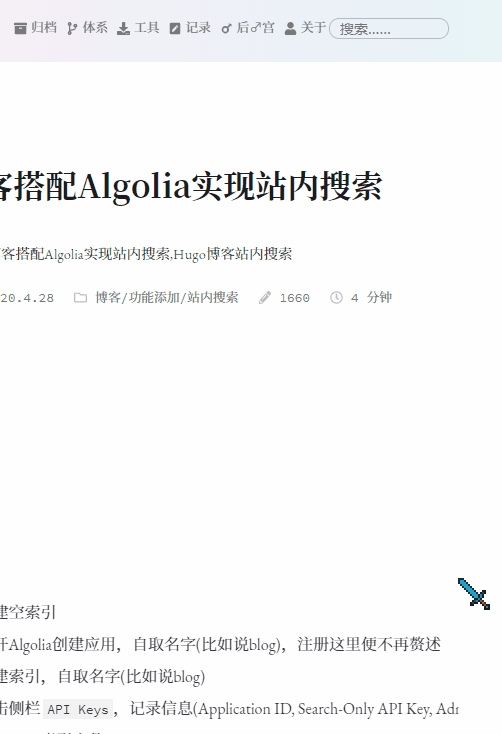 归档 体系 工具 记录 后♂宫 关于 搜索……
客搭配Algolia实现站内搜索
客搭配Algolia实现站内搜索,Hugo博客站内搜索
20.4.28 博客/功能添加/站内搜索 1660 4 分钟
建空索引
开Algolia创建应用，自取名字(比如说blog)，注册这里便不再赘述
建索引，自取名字(比如说blog)
击侧栏 API Keys ，记录信息(Application ID, Search-Only API Key, Adr